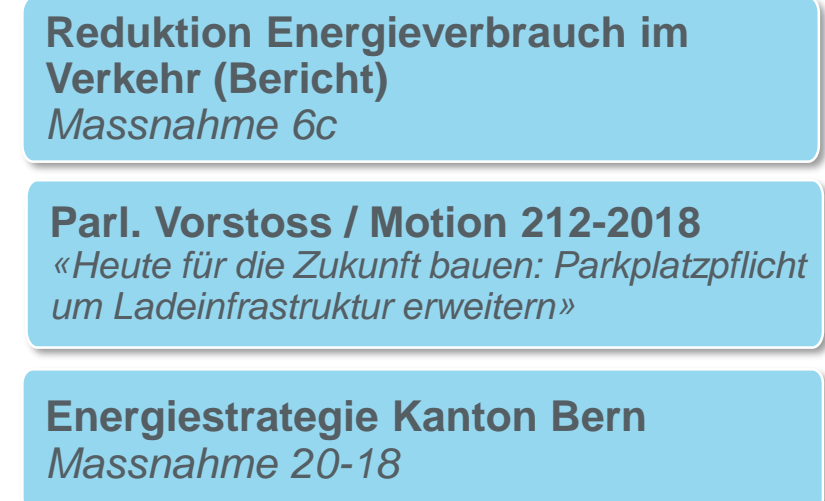 Reduktion Energieverbrauch im
Verkehr (Bericht)
Massnahme 6c
Parl. Vorstoss / Motion 212-2018
«Heute für die Zukunft bauen: Parkplatzpflicht
um Ladeinfrastruktur erweitern»
Energiestrategie Kanton Bern
Massnahme 20-18